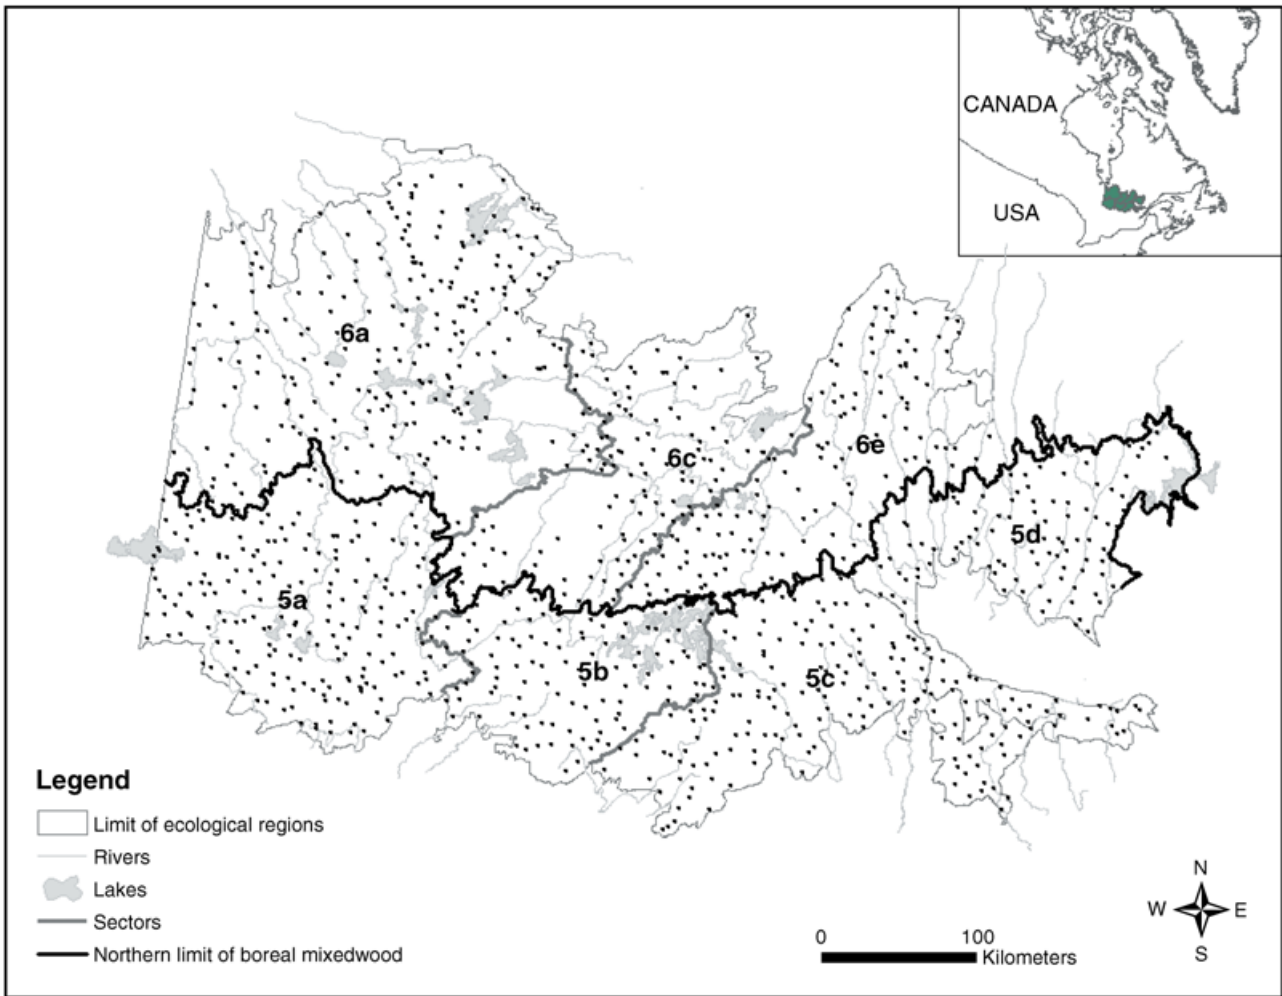 CANADA
USA
6a
6c
6e
5d
5a
5b
5c
Legend
Limit of ecological regions
Rivers
Lakes
Sectors
Northern limit of boreal mixedwood
0 100
Kilometers
N
W E
S